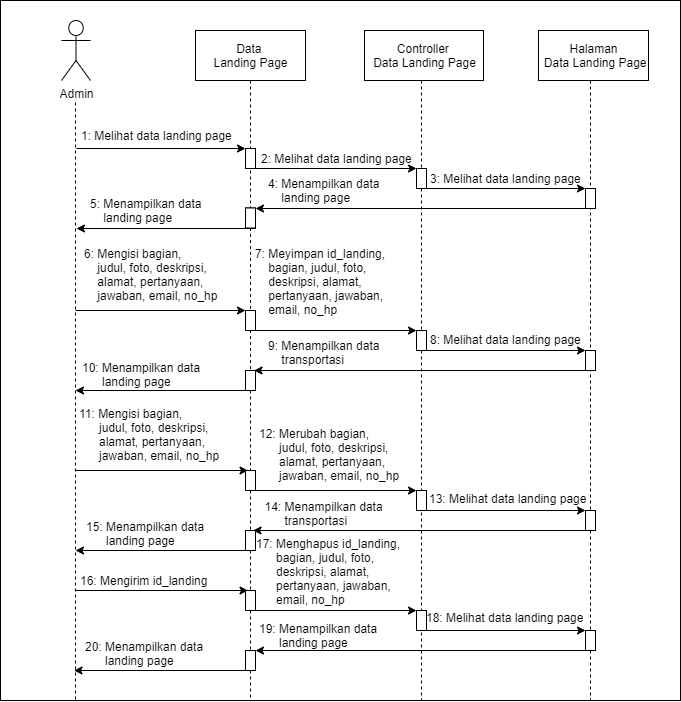 Data
Landing Page
Controller
Data Landing Page
Halaman
Data Landing Page
Admin
1: Melihat data landing page
2: Melihat data landing page
3: Melihat data landing page
4: Menampilkan data
landing page
5: Menampilkan data
landing page
6: Mengisi bagian,
judul, foto, deskripsi,
alamat, pertanyaan,
jawaban, email, no_hp
7: Meyimpan id_landing,
bagian, judul, foto,
deskripsi, alamat,
pertanyaan, jawaban,
email, no_hp
8: Melihat data landing page
9: Menampilkan data
transportasi
10: Menampilkan data
landing page
11: Mengisi bagian,
judul, foto, deskripsi,
alamat, pertanyaan,
jawaban, email, no_hp
12: Merubah bagian,
judul, foto, deskripsi,
alamat, pertanyaan,
jawaban, email, no_hp
13: Melihat data landing page
14: Menampilkan data
transportasi
15: Menampilkan data
landing page
16: Mengirim id_landing
17: Menghapus id_landing,
bagian, judul, foto,
deskripsi, alamat,
pertanyaan, jawaban,
email, no_hp
18: Melihat data landing page
19: Menampilkan data
landing page
20: Menampilkan data
landing page